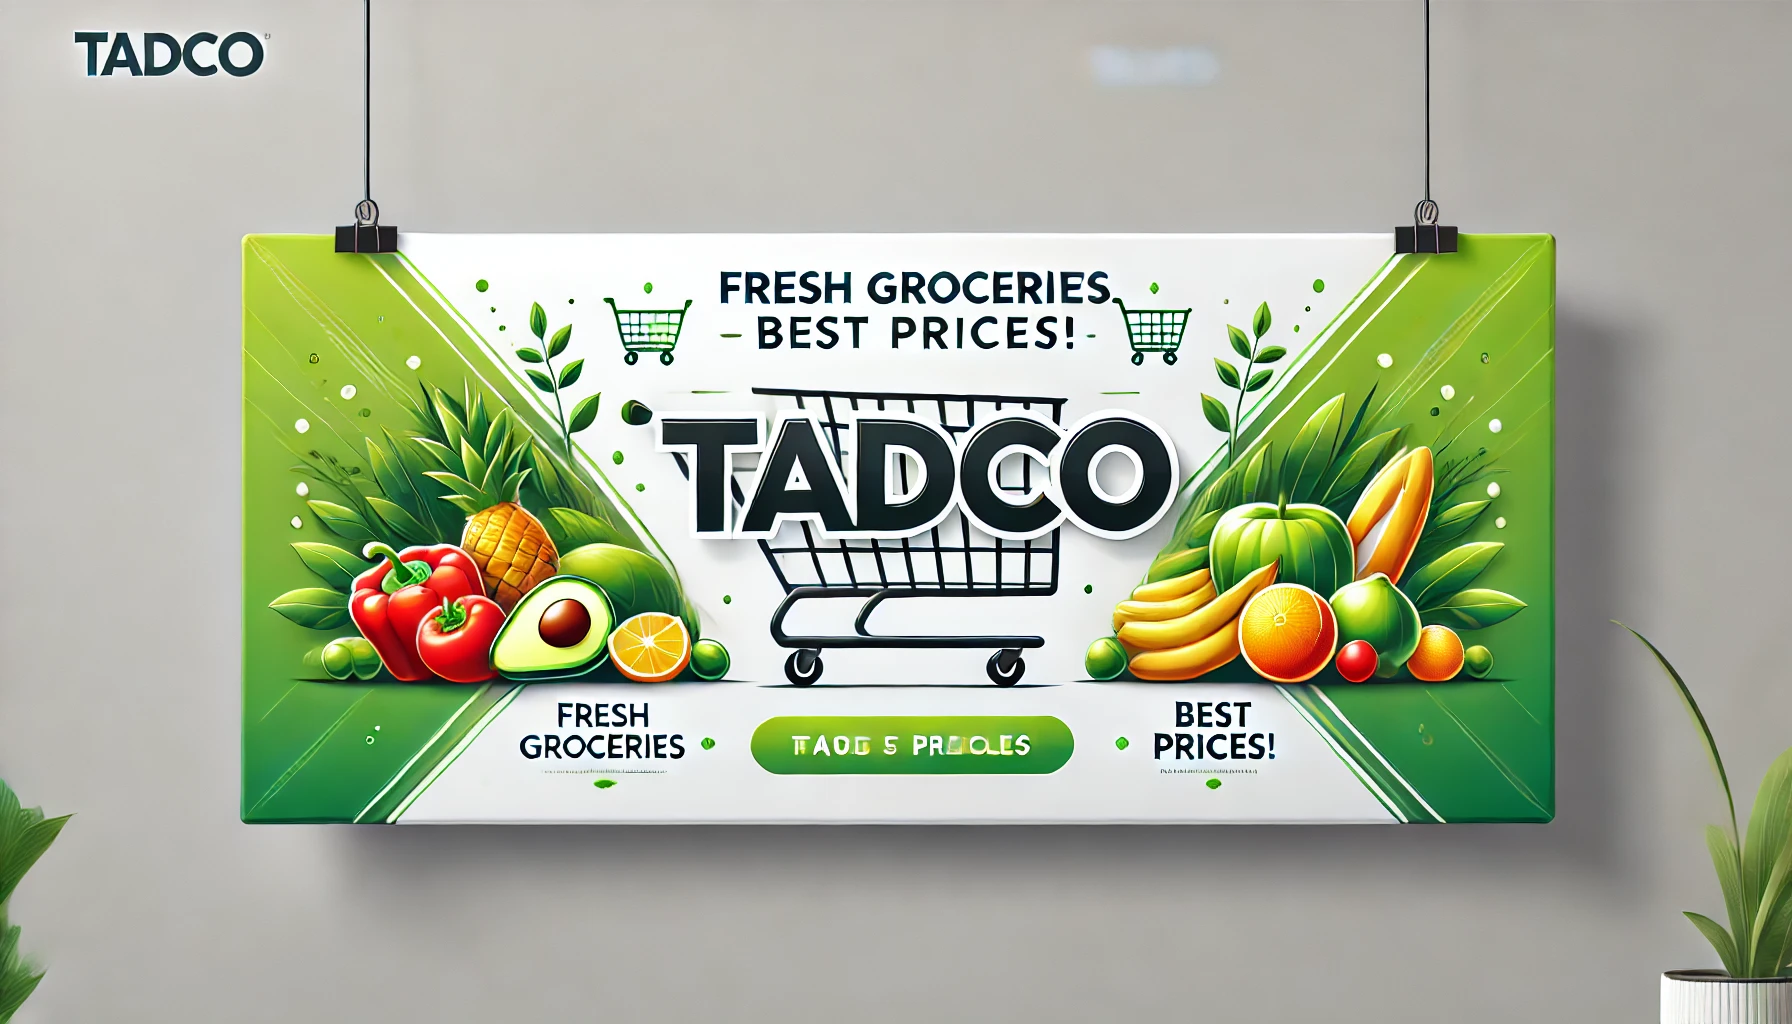 TADCO
FRESH GROCERIES
BEST PRICES!
TADCO
FRESH
GROCERIES
BEST
PRICES!